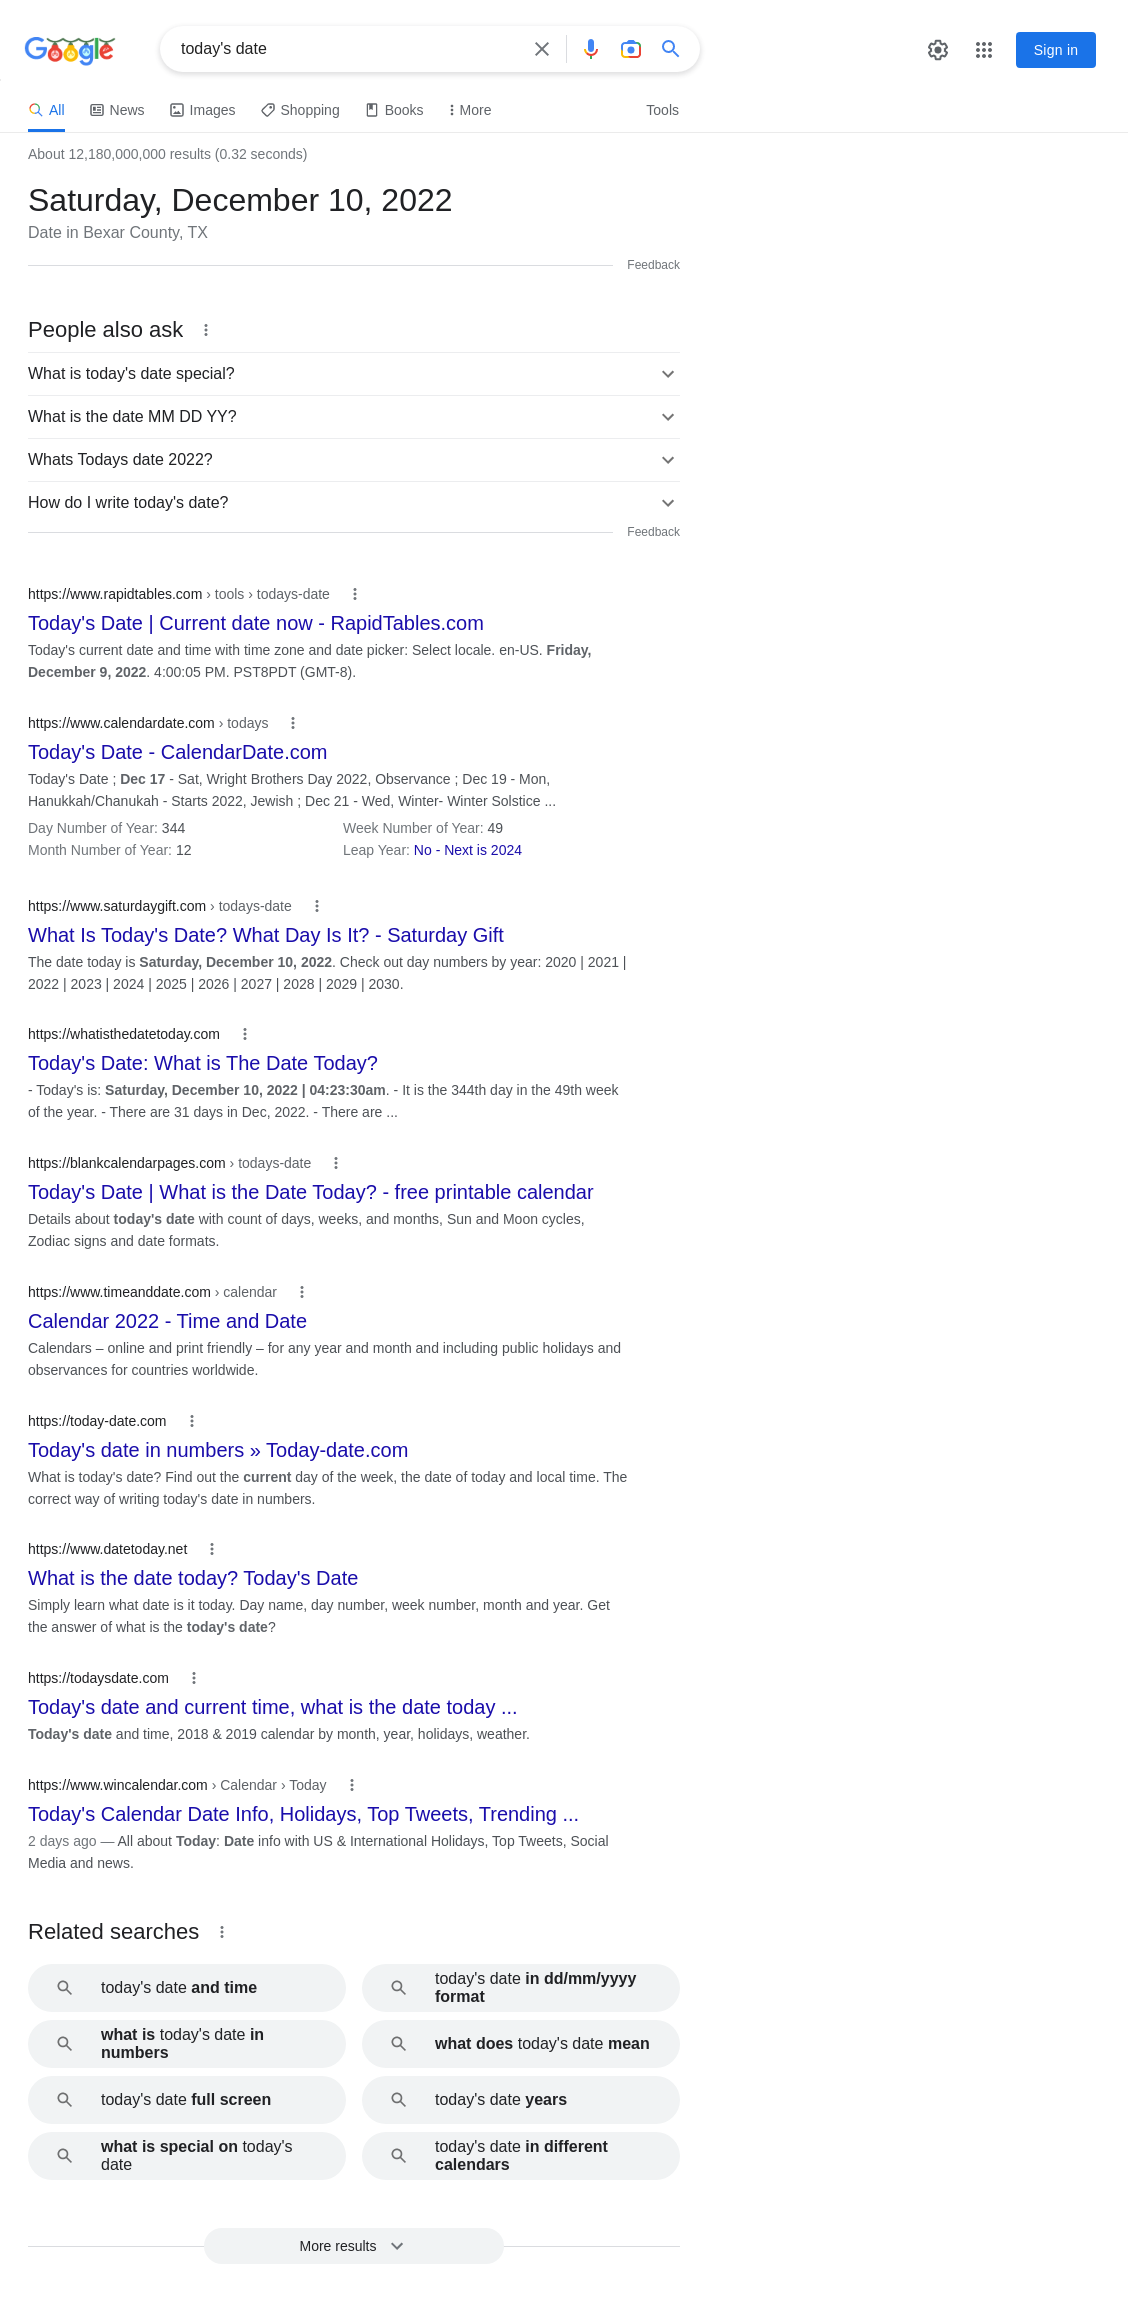 Google
today's date
Sign in
All
News
Images
Shopping
Books
More
Tools
About 12,180,000,000 results (0.32 seconds)
Saturday, December 10, 2022
Date in Bexar County, TX
Feedback
People also ask
What is today's date special?
What is the date MM DD YY?
Whats Todays date 2022?
How do I write today's date?
Feedback
https://www.rapidtables.com › tools › todays-date
Today's Date | Current date now - RapidTables.com
Today's current date and time with time zone and date picker: Select locale. en-US. Friday,
December 9, 2022. 4:00:05 PM. PST8PDT (GMT-8).
https://www.calendardate.com › todays
Today's Date - CalendarDate.com
Today's Date ; Dec 17 - Sat, Wright Brothers Day 2022, Observance ; Dec 19 - Mon,
Hanukkah/Chanukah - Starts 2022, Jewish ; Dec 21 - Wed, Winter- Winter Solstice ...
Day Number of Year: 344
Week Number of Year: 49
Month Number of Year: 12
Leap Year: No - Next is 2024
https://www.saturdaygift.com › todays-date
What Is Today's Date? What Day Is It? - Saturday Gift
The date today is Saturday, December 10, 2022. Check out day numbers by year: 2020 | 2021 |
2022 | 2023 | 2024 | 2025 | 2026 | 2027 | 2028 | 2029 | 2030.
https://whatisthedatetoday.com
Today's Date: What is The Date Today?
- Today's is: Saturday, December 10, 2022 | 04:23:30am. - It is the 344th day in the 49th week
of the year. - There are 31 days in Dec, 2022. - There are ...
https://blankcalendarpages.com › todays-date
Today's Date | What is the Date Today? - free printable calendar
Details about today's date with count of days, weeks, and months, Sun and Moon cycles,
Zodiac signs and date formats.
https://www.timeanddate.com › calendar
Calendar 2022 - Time and Date
Calendars – online and print friendly – for any year and month and including public holidays and
observances for countries worldwide.
https://today-date.com
Today's date in numbers » Today-date.com
What is today's date? Find out the current day of the week, the date of today and local time. The
correct way of writing today's date in numbers.
https://www.datetoday.net
What is the date today? Today's Date
Simply learn what date is it today. Day name, day number, week number, month and year. Get
the answer of what is the today's date?
https://todaysdate.com
Today's date and current time, what is the date today ...
Today's date and time, 2018 & 2019 calendar by month, year, holidays, weather.
https://www.wincalendar.com › Calendar › Today
Today's Calendar Date Info, Holidays, Top Tweets, Trending ...
2 days ago — All about Today: Date info with US & International Holidays, Top Tweets, Social
Media and news.
Related searches
today's date and time
today's date in dd/mm/yyyy
format
what is today's date in
numbers
what does today's date mean
today's date full screen
today's date years
what is special on today's
date
today's date in different
calendars
More results